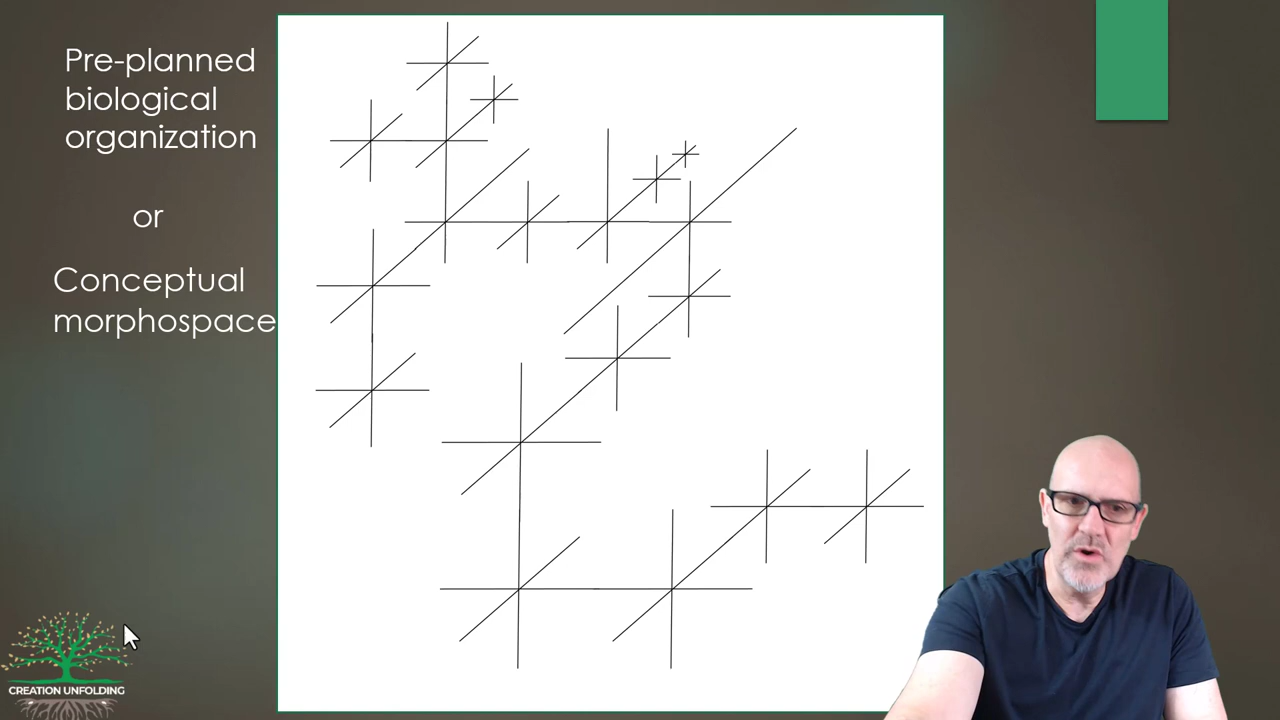 Pre-planned
biological
organization
or
Conceptual
morphospace
CREATION UNFOLDING